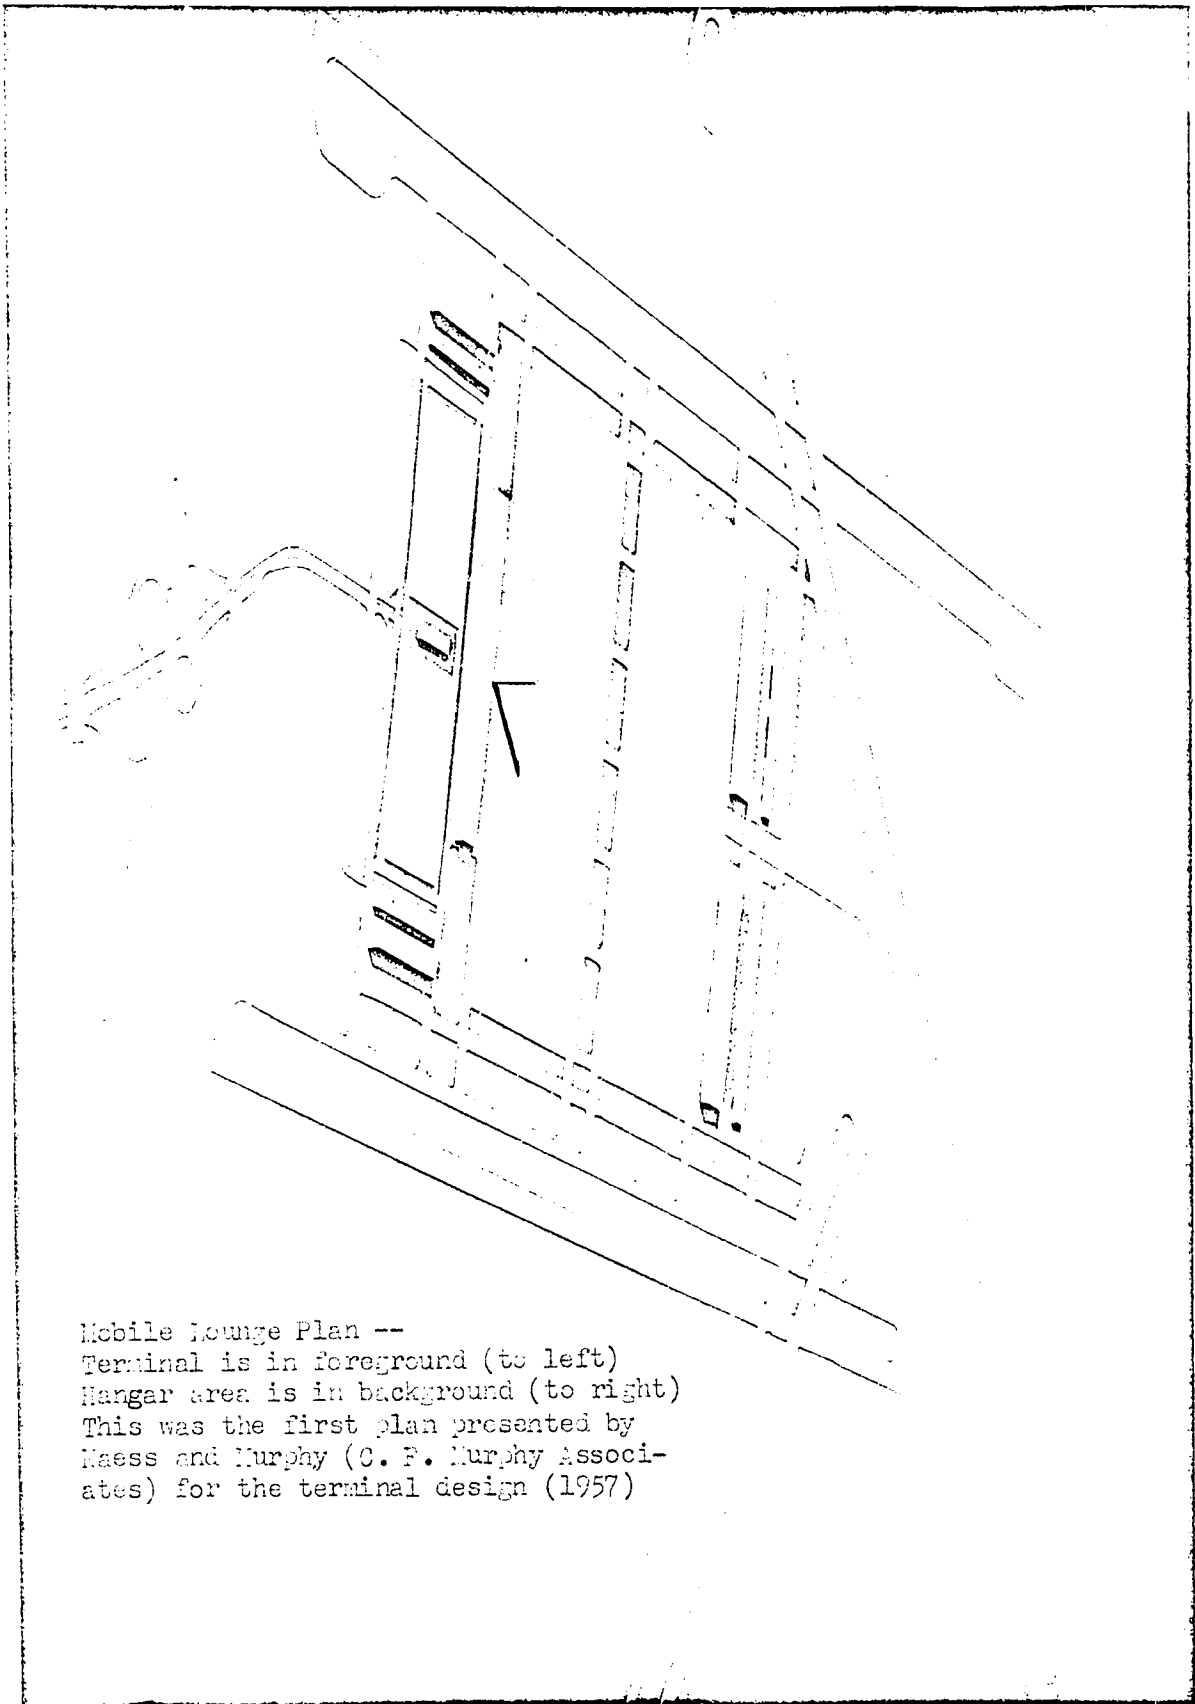 Mobile Lounge Plan --
Terminal is in foreground (to left)
Hangar area is in background (to right)
This was the first plan presented by
Naess and Murphy (C. F. Murphy Associ-
ates) for the terminal design (1957)